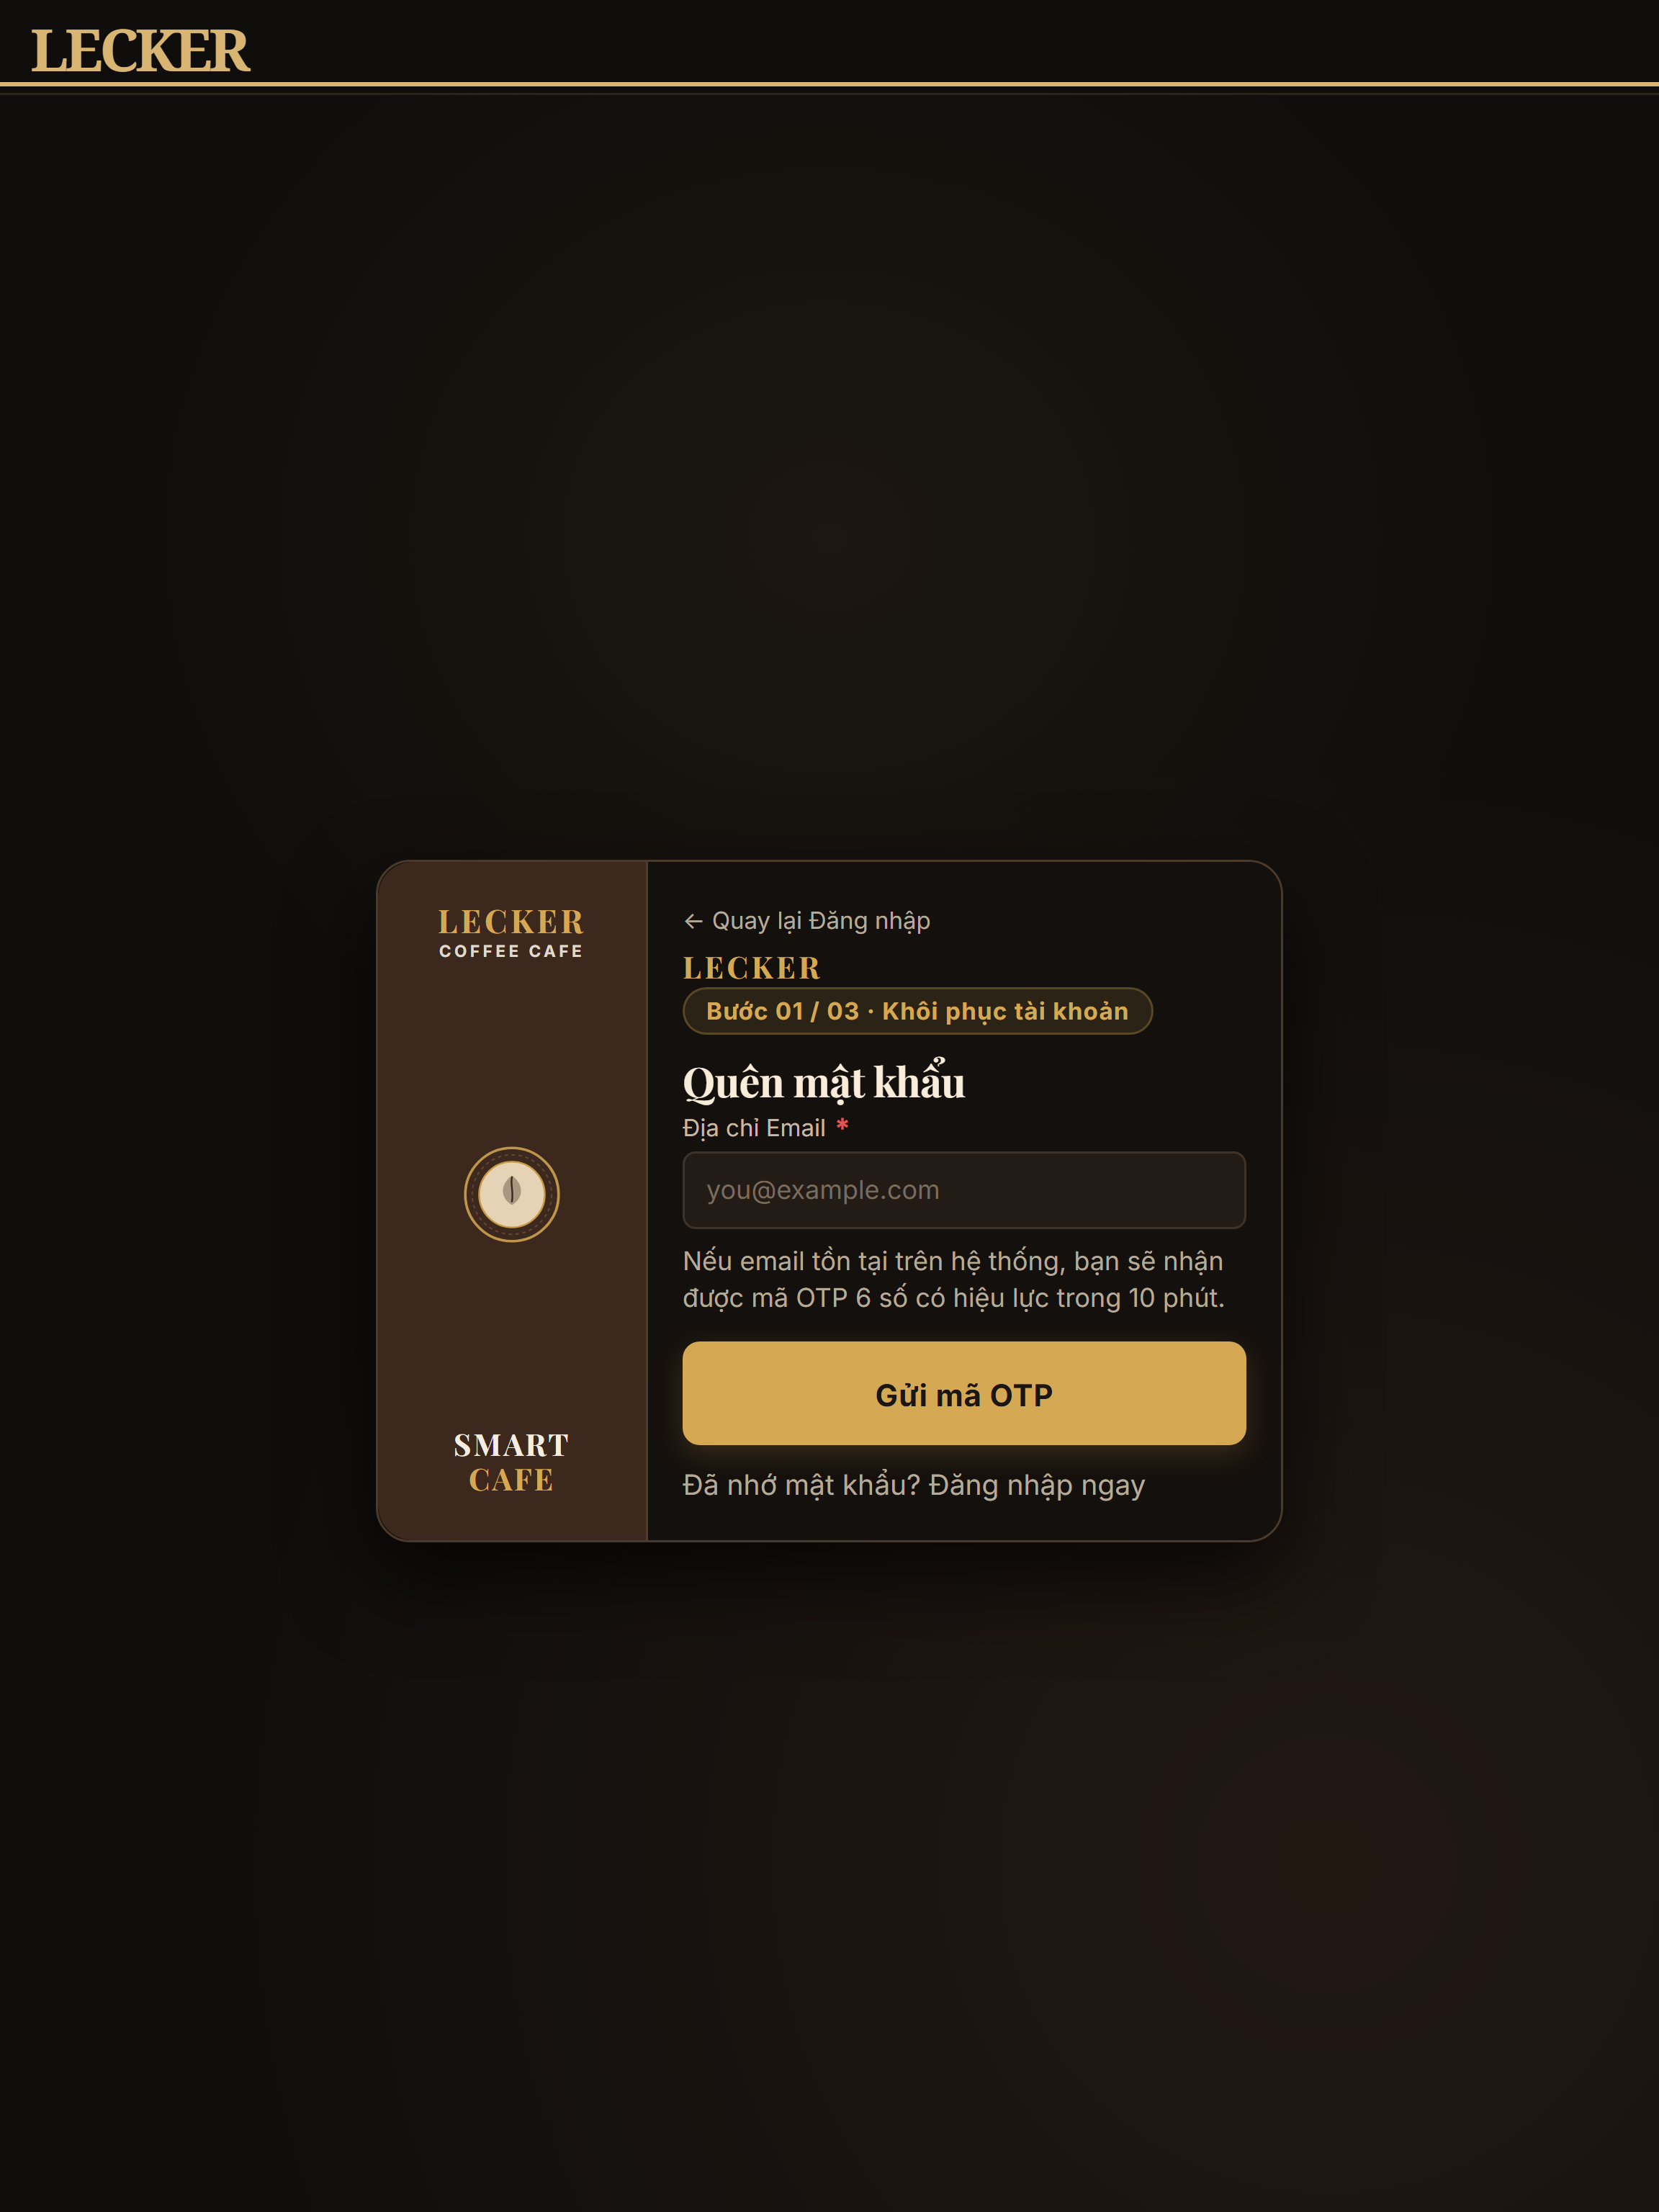 LECKER
LECKER
COFFEE CAFE
SMART
CAFE
← Quay lại Đăng nhập
LECKER
Bước 01 / 03 · Khôi phục tài khoản
Quên mật khẩu
Địa chỉ Email *
you@example.com
Nếu email tồn tại trên hệ thống, bạn sẽ nhận
được mã OTP 6 số có hiệu lực trong 10 phút.
Gửi mã OTP
Đã nhớ mật khẩu? Đăng nhập ngay